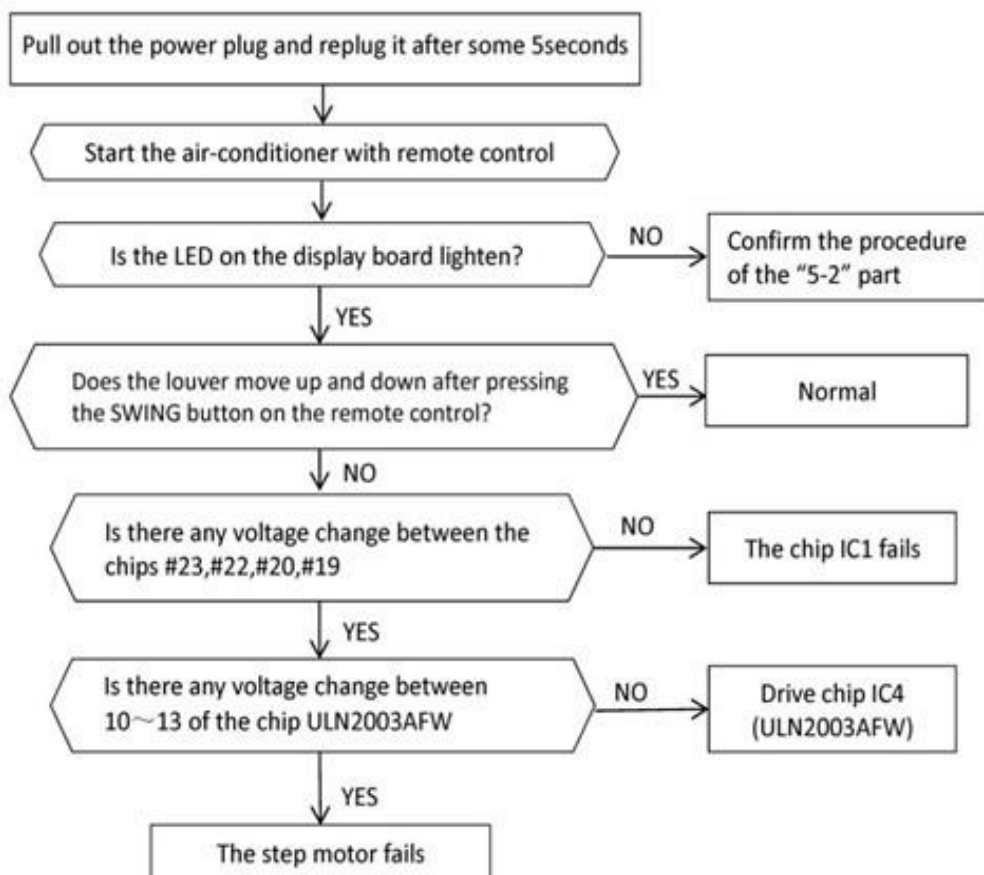 Pull out the power plug and replug it after some 5seconds
Start the air-conditioner with remote control
Is the LED on the display board lighten?
NO
Confirm the procedure
of the “5-2” part
YES
Does the louver move up and down after pressing
the SWING button on the remote control?
YES
Normal
NO
Is there any voltage change between the
chips #23,#22,#20,#19
NO
The chip IC1 fails
YES
Is there any voltage change between
10～13 of the chip ULN2003AFW
NO
Drive chip IC4
(ULN2003AFW)
YES
The step motor fails